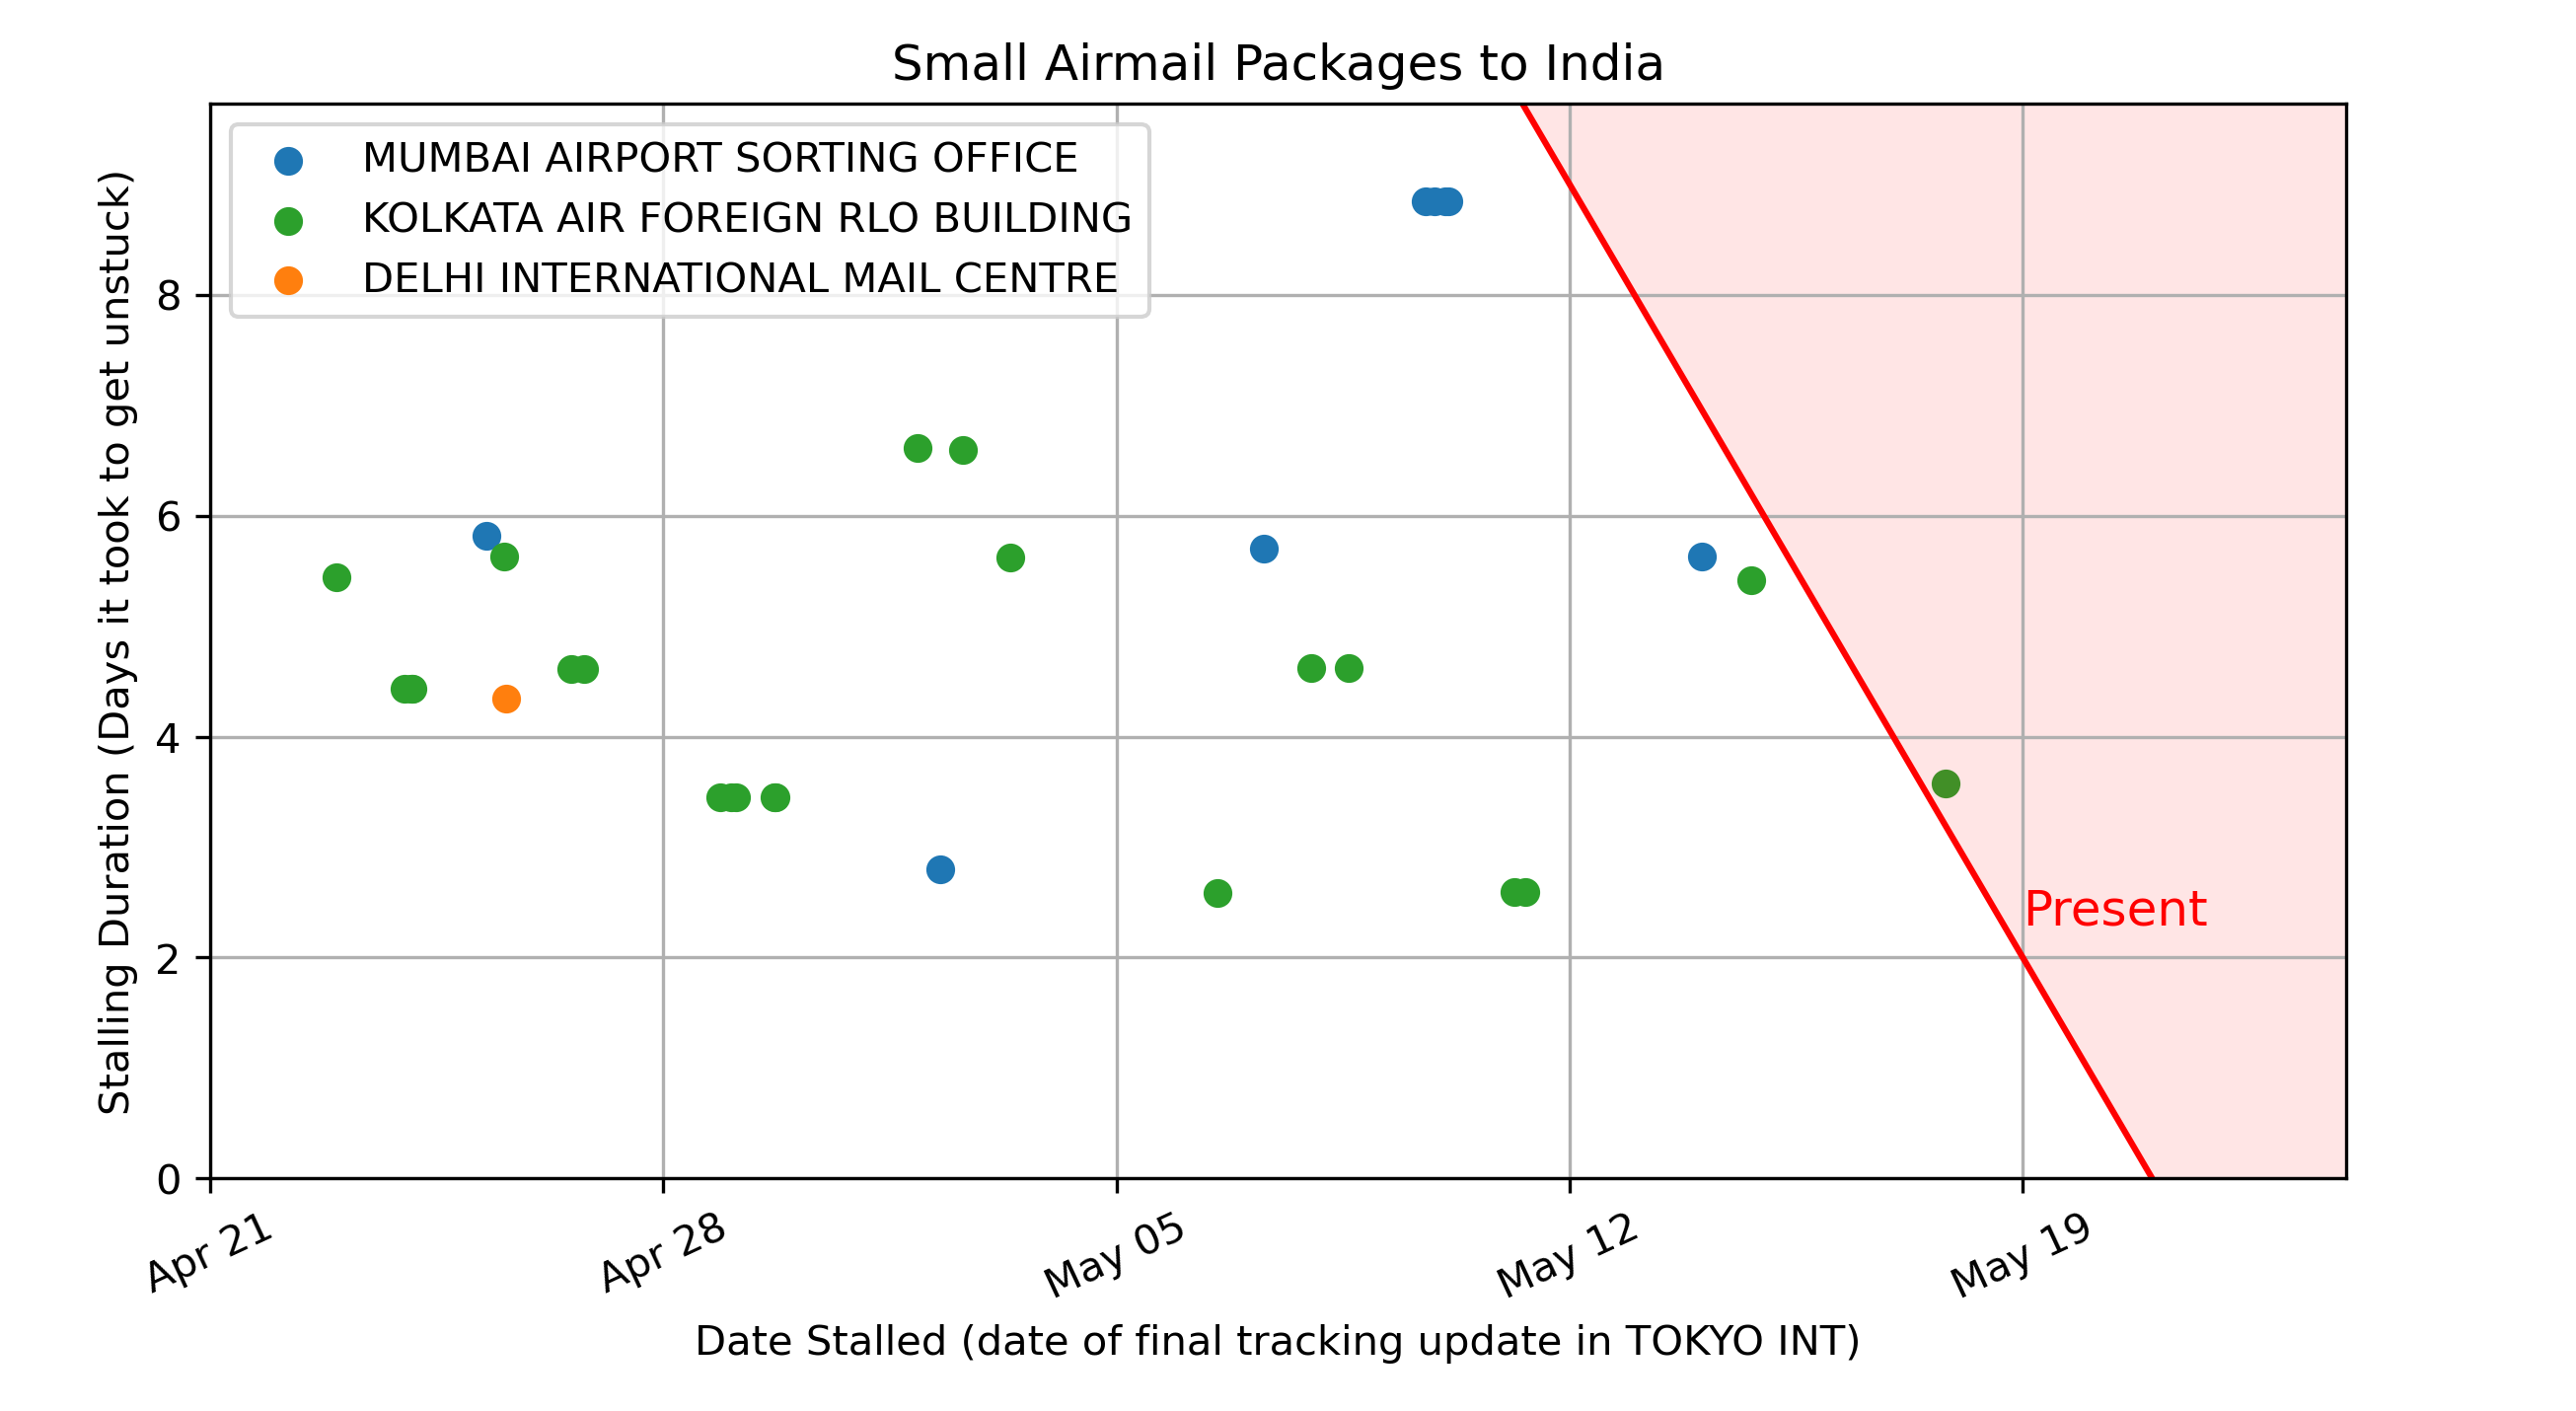 Small Airmail Packages to India
MUMBAI AIRPORT SORTING OFFICE
KOLKATA AIR FOREIGN RLO BUILDING
DELHI INTERNATIONAL MAIL CENTRE
Stalling Duration (Days it took to get unstuck)
8
6
4
2
0
Present
Apr 21
Apr 28
May 05
May 12
May 19
Date Stalled (date of final tracking update in TOKYO INT)